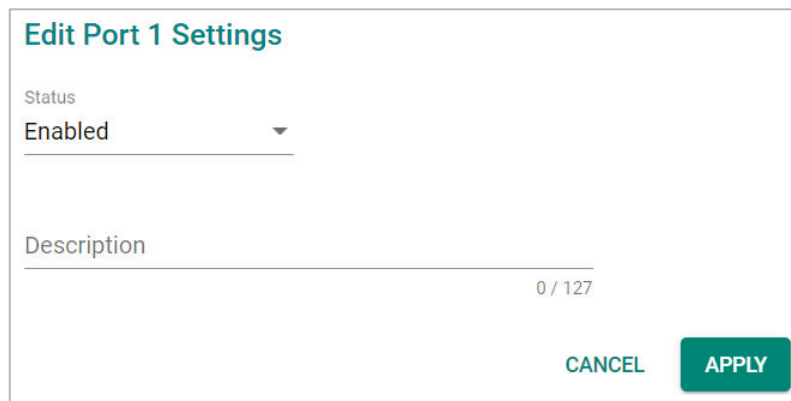 Edit Port 1 Settings
Status
Enabled
Description
0 / 127
CANCEL APPLY